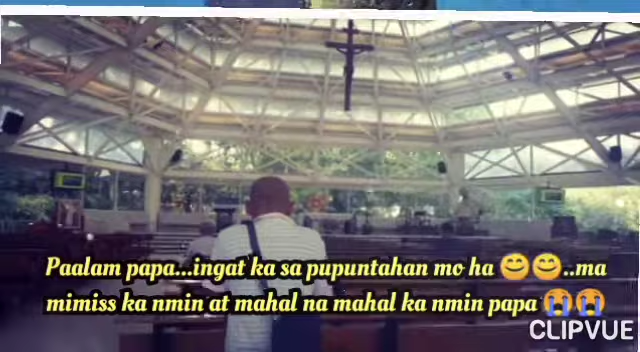 Paalam papa...ingat ka sa pupuntahan mo ha 😊😊..ma
mimiss ka nmin at mahal na mahal ka nmin papa 😭😭
CLIPVUE